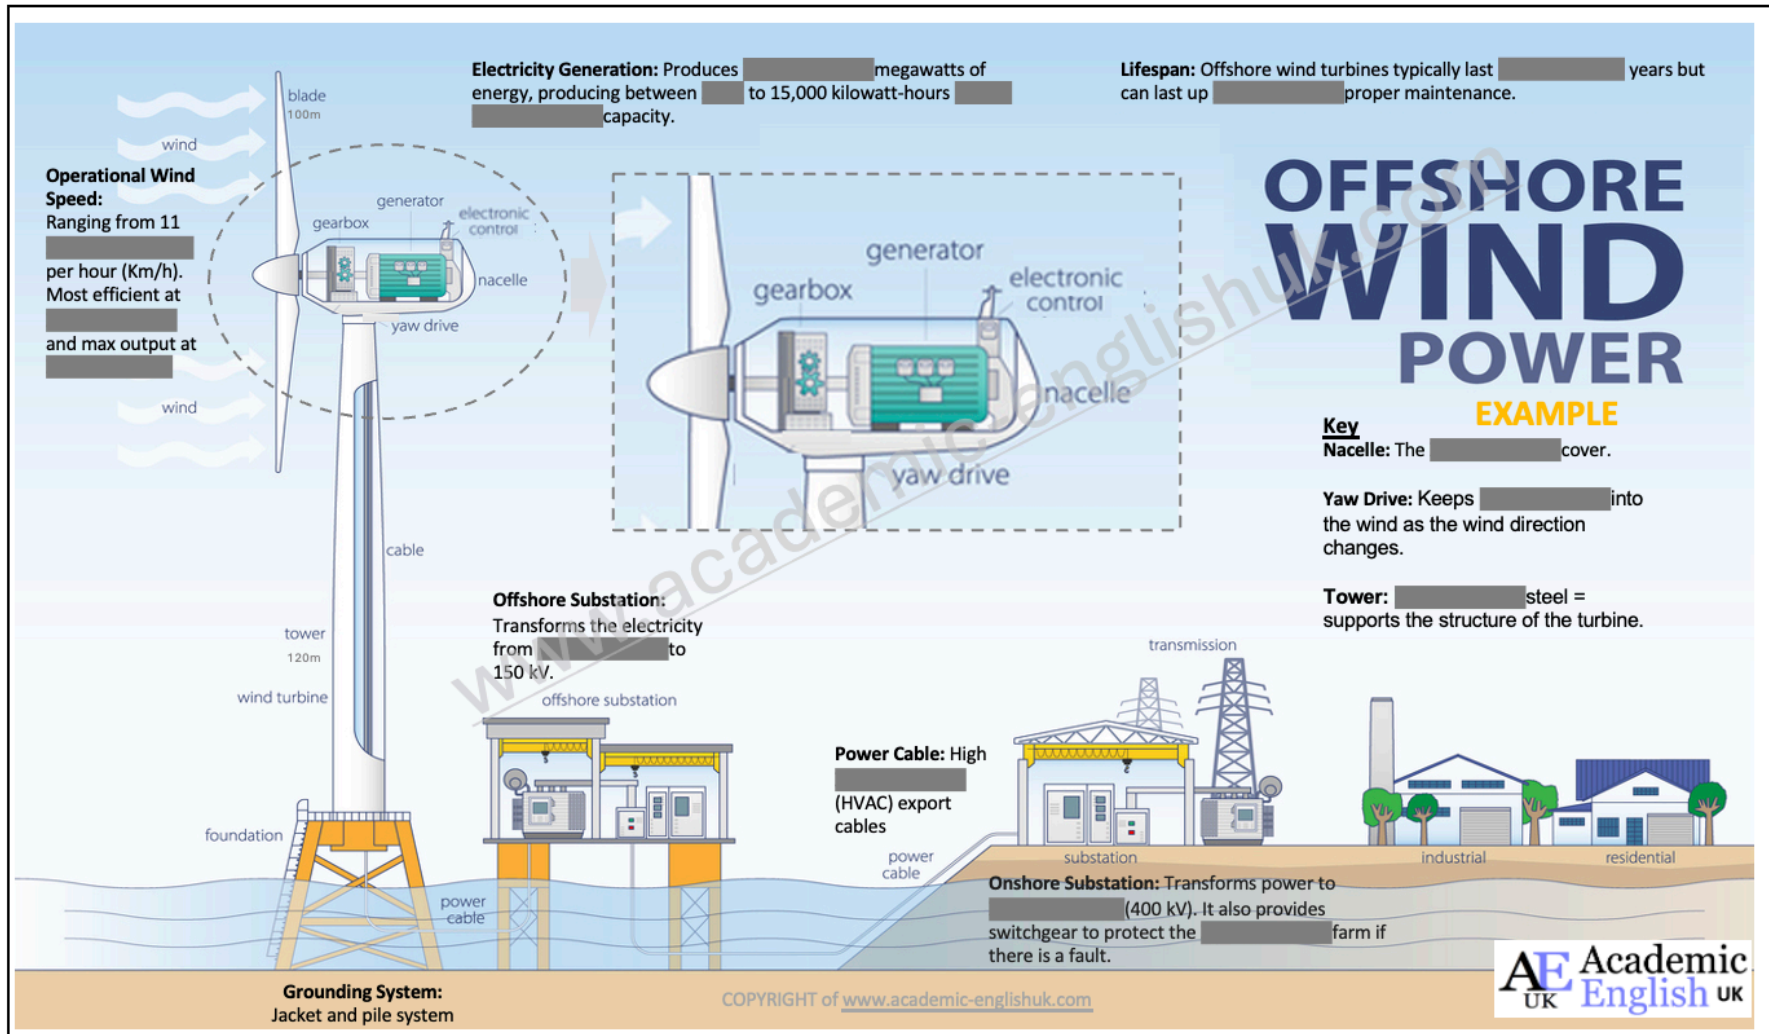 Electricity Generation: Produces megawatts of
energy, producing between to 15,000 kilowatt-hours
capacity.
Lifespan: Offshore wind turbines typically last years but
can last up proper maintenance.
blade
100m
wind
Operational Wind
Speed:
Ranging from 11
per hour (Km/h).
Most efficient at
and max output at
wind
gearbox
generator
electronic
control
nacelle
yaw drive
cable
tower
120m
wind turbine
foundation
generator
gearbox
electronic
control
nacelle
yaw drive
OFFSHORE
WIND
POWER
EXAMPLE
Key
Nacelle: The cover.
Yaw Drive: Keeps into
the wind as the wind direction
changes.
Tower: steel =
supports the structure of the turbine.
www.academic-englishuk.com
Offshore Substation:
Transforms the electricity
from to
150 kV.
offshore substation
Power Cable: High
(HVAC) export
cables
transmission
power
cable
power
cable
substation
industrial
residential
Onshore Substation: Transforms power to
(400 kV). It also provides
switchgear to protect the farm if
there is a fault.
Grounding System:
Jacket and pile system
COPYRIGHT of www.academic-englishuk.com
AE
UK
Academic
English UK